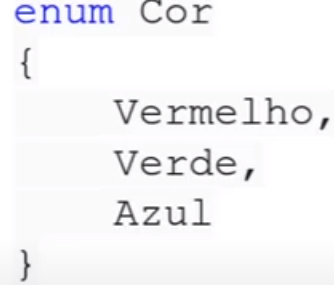 enum Cor
{
    Vermelho,
    Verde,
    Azul
}